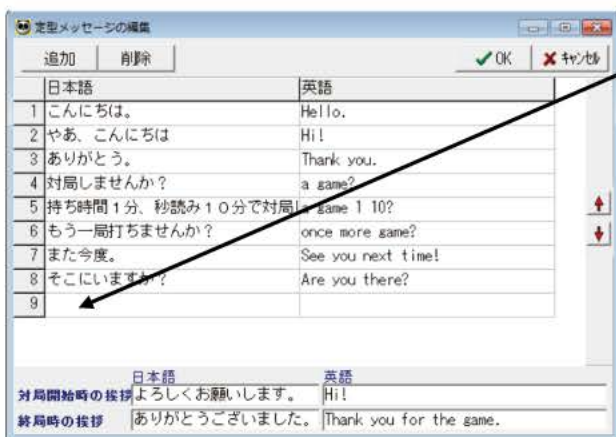 定型メッセージの編集
追加 削除 OK キャンセル
日本語 英語
1 こんにちは。 Hello.
2 やあ、こんにちは Hi!
3 ありがとう。 Thank you.
4 対局しませんか? a game?
5 持ち時間1分、秒読み10分で対局し a game 1 10?
6 もう一局打ちませんか? once more game?
7 また今度。 See you next time!
8 そこにいますか? Are you there?
9
日本語 英語
対局開始時の挨拶 よろしくお願いします。 Hi!
終局時の挨拶 ありがとうございました。 Thank you for the game.